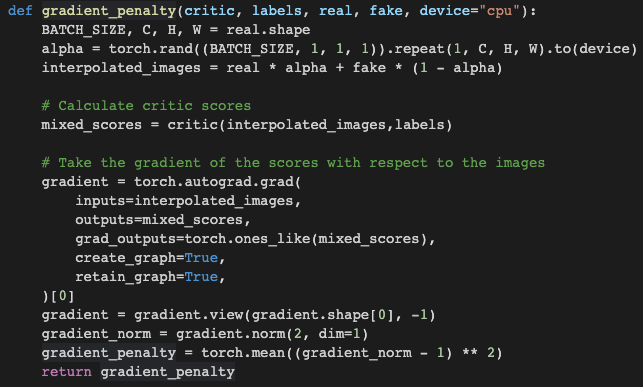 def gradient_penalty(critic, labels, real, fake, device="cpu"):
    BATCH_SIZE, C, H, W = real.shape
    alpha = torch.rand((BATCH_SIZE, 1, 1, 1)).repeat(1, C, H, W).to(device)
    interpolated_images = real * alpha + fake * (1 - alpha)

    # Calculate critic scores
    mixed_scores = critic(interpolated_images,labels)

    # Take the gradient of the scores with respect to the images
    gradient = torch.autograd.grad(
        inputs=interpolated_images,
        outputs=mixed_scores,
        grad_outputs=torch.ones_like(mixed_scores),
        create_graph=True,
        retain_graph=True,
    )[0]
    gradient = gradient.view(gradient.shape[0], -1)
    gradient_norm = gradient.norm(2, dim=1)
    gradient_penalty = torch.mean((gradient_norm - 1) ** 2)
    return gradient_penalty